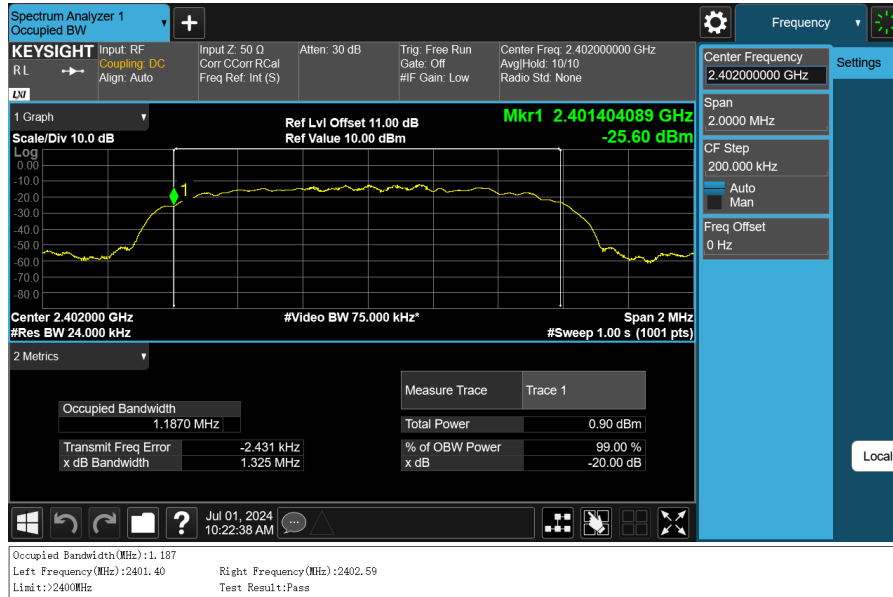 Spectrum Analyzer 1
Occupied BW
Frequency
KEYSIGHT
R L
LXI
Input: RF
Coupling: DC
Align: Auto
Input Z: 50 Ω
Corr CCorr RCal
Freq Ref: Int (S)
Atten: 30 dB
Trig: Free Run
Gate: Off
#IF Gain: Low
Center Freq: 2.402000000 GHz
Avg|Hold: 10/10
Radio Std: None
Center Frequency
2.402000000 GHz
Settings
Span
2.0000 MHz
CF Step
200.000 kHz
Auto
Man
Freq Offset
0 Hz
Local
1 Graph
Scale/Div 10.0 dB
Ref Lvl Offset 11.00 dB
Ref Value 10.00 dBm
Mkr1 2.401404089 GHz
-25.60 dBm
Log
0.00
-10.0
-20.0
-30.0
-40.0
-50.0
-60.0
-70.0
-80.0
1
Center 2.402000 GHz
#Res BW 24.000 kHz
#Video BW 75.000 kHz*
Span 2 MHz
#Sweep 1.00 s (1001 pts)
2 Metrics
Measure Trace Trace 1
Occupied Bandwidth
1.1870 MHz
Total Power 0.90 dBm
Transmit Freq Error -2.431 kHz
% of OBW Power 99.00 %
x dB Bandwidth 1.325 MHz
x dB -20.00 dB
?
Jul 01, 2024
10:22:38 AM
Occupied Bandwidth(MHz):1.187
Left Frequency(MHz):2401.40 Right Frequency(MHz):2402.59
Limit:>2400MHz Test Result:Pass